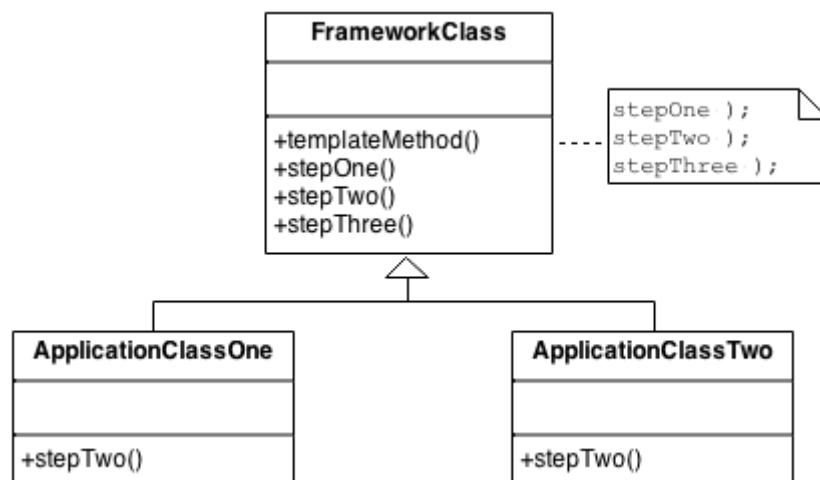 FrameworkClass
+templateMethod()
+stepOne()
+stepTwo()
+stepThree()
stepOne );
stepTwo );
stepThree );
ApplicationClassOne
+stepTwo()
ApplicationClassTwo
+stepTwo()